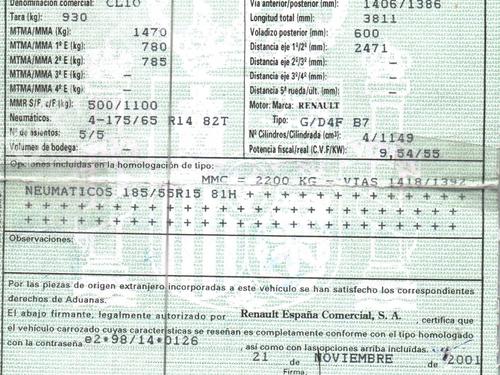 Denominación comercial: CLIO
Tara (kg): 930
MTMA/MMA (Kg): 1470
MTMA/MMA 1º E (kg): 780
MTMA/MMA 2º E (kg): 785
MTMA/MMA 3º E (kg): —
MTMA/MMA 4º E (kg): —
MMR S/F. c/F (kg): 500/1100
Neumáticos: 4-175/65 R14 82T
Nº de asientos: 5/5
Volumen de bodega: —
Vía anterior/posterior (mm): 1406/1386
Longitud total (mm): 3811
Voladizo posterior (mm): 600
Distancia eje 1º/2º (mm): 2471
Distancia eje 2º/3º (mm): —
Distancia eje 3º/4º (mm): —
Distancia 5ª rueda/últ. (mm): —
Motor: Marca: RENAULT
Tipo: G/D4F B7
Nº Cilindros/Cilindrada (cm³): 4/1149
Potencia fiscal/real (C.V.F/KW): 9,54/55
Opciones incluidas en la homologación de tipo:
MMC = 2200 KG - VIAS 1418/1392
NEUMATICOS 185/55R15 81H + + + + + + + + + + + + +
+ + + + + + + + + + + + + + + + + + + + + + + +
+ + + + + + + + + + + + + + + + + + + + + + + +
Observaciones:
Por las piezas de origen extranjero incorporadas a este vehículo se han satisfecho los correspondientes
derechos de Aduanas.
El abajo firmante, legalmente autorizado por Renault España Comercial, S. A. , certifica que
el vehículo carrozado cuyas características se reseñan es completamente conforme con el tipo homologado
con la contraseña e2*98/14*0126 , así como con las opciones arriba incluidas.
21 de NOVIEMBRE de 2001
Firma.